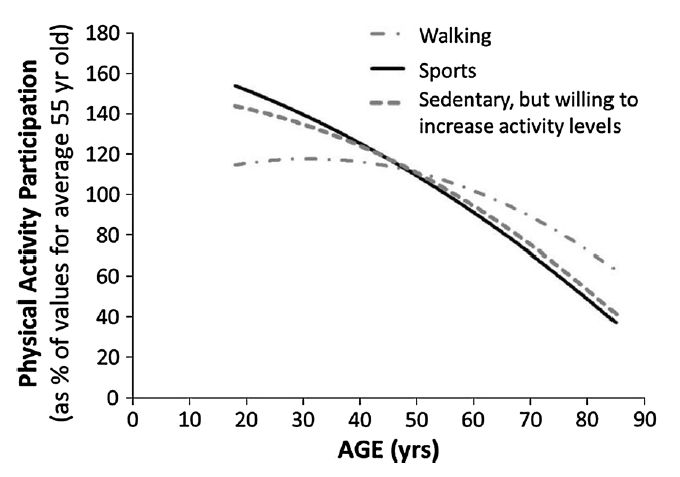 Physical Activity Participation
(as % of values for average 55 yr old)
180
160
140
120
100
80
60
40
20
0
Walking
Sports
Sedentary, but willing to
increase activity levels
0 10 20 30 40 50 60 70 80 90
AGE (yrs)